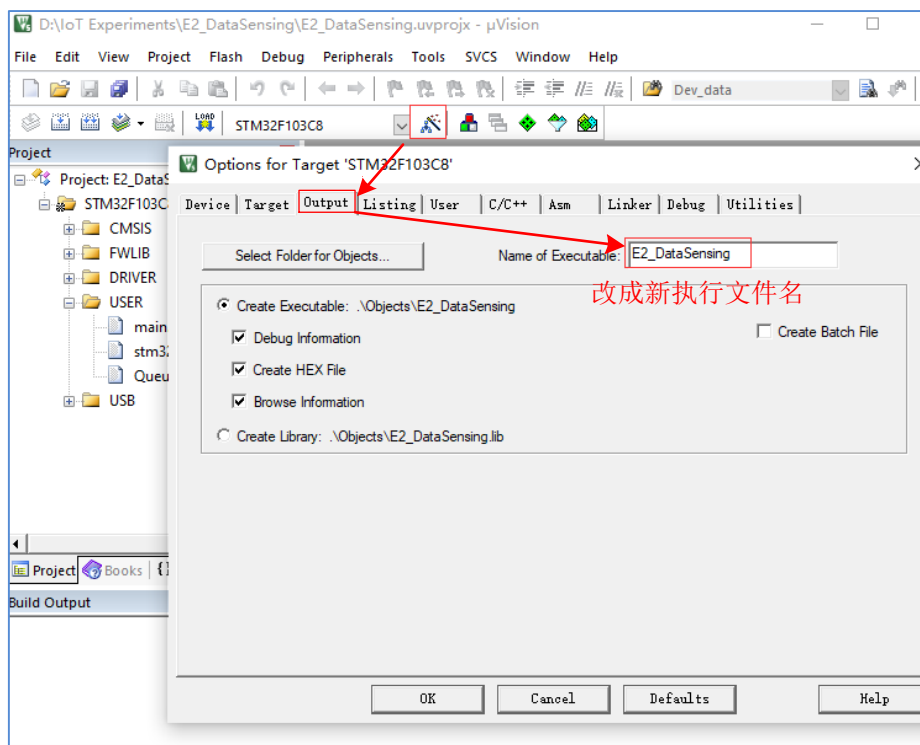 D:\IoT Experiments\E2_DataSensing\E2_DataSensing.uvprojx - µVision
File Edit View Project Flash Debug Peripherals Tools SVCS Window Help
Dev_data
LOAD STM32F103C8
Project
Options for Target 'STM32F103C8'
Project: E2_DataS
STM32F103C
CMSIS
FWLIB
DRIVER
USER
main
stm32
Queu
USB
Device Target Output Listing User C/C++ Asm Linker Debug Utilities
Select Folder for Objects... Name of Executable: E2_DataSensing
改成新执行文件名
Create Executable: .\Objects\E2_DataSensing
Debug Information
Create Batch File
Create HEX File
Browse Information
Create Library: .\Objects\E2_DataSensing.lib
Project Books {}
Build Output
OK Cancel Defaults Help